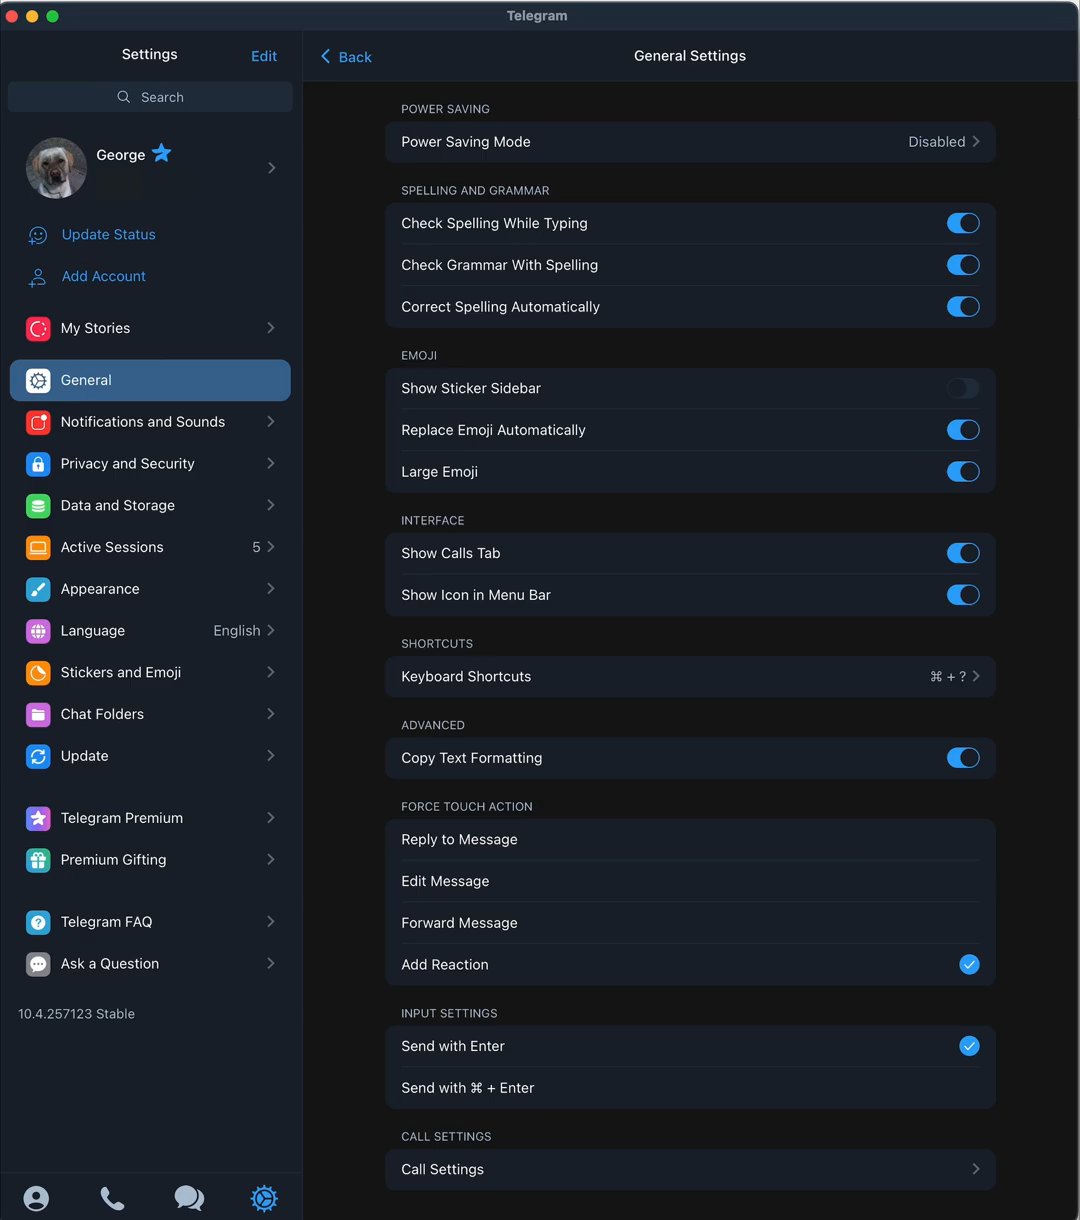 Telegram
Settings
Edit
Search
George
Update Status
Add Account
My Stories
General
Notifications and Sounds
Privacy and Security
Data and Storage
Active Sessions 5
Appearance
Language English
Stickers and Emoji
Chat Folders
Update
Telegram Premium
Premium Gifting
Telegram FAQ
Ask a Question
10.4.257123 Stable
Back
General Settings
POWER SAVING
Power Saving Mode Disabled
SPELLING AND GRAMMAR
Check Spelling While Typing
Check Grammar With Spelling
Correct Spelling Automatically
EMOJI
Show Sticker Sidebar
Replace Emoji Automatically
Large Emoji
INTERFACE
Show Calls Tab
Show Icon in Menu Bar
SHORTCUTS
Keyboard Shortcuts ⌘ + ?
ADVANCED
Copy Text Formatting
FORCE TOUCH ACTION
Reply to Message
Edit Message
Forward Message
Add Reaction
INPUT SETTINGS
Send with Enter
Send with ⌘ + Enter
CALL SETTINGS
Call Settings